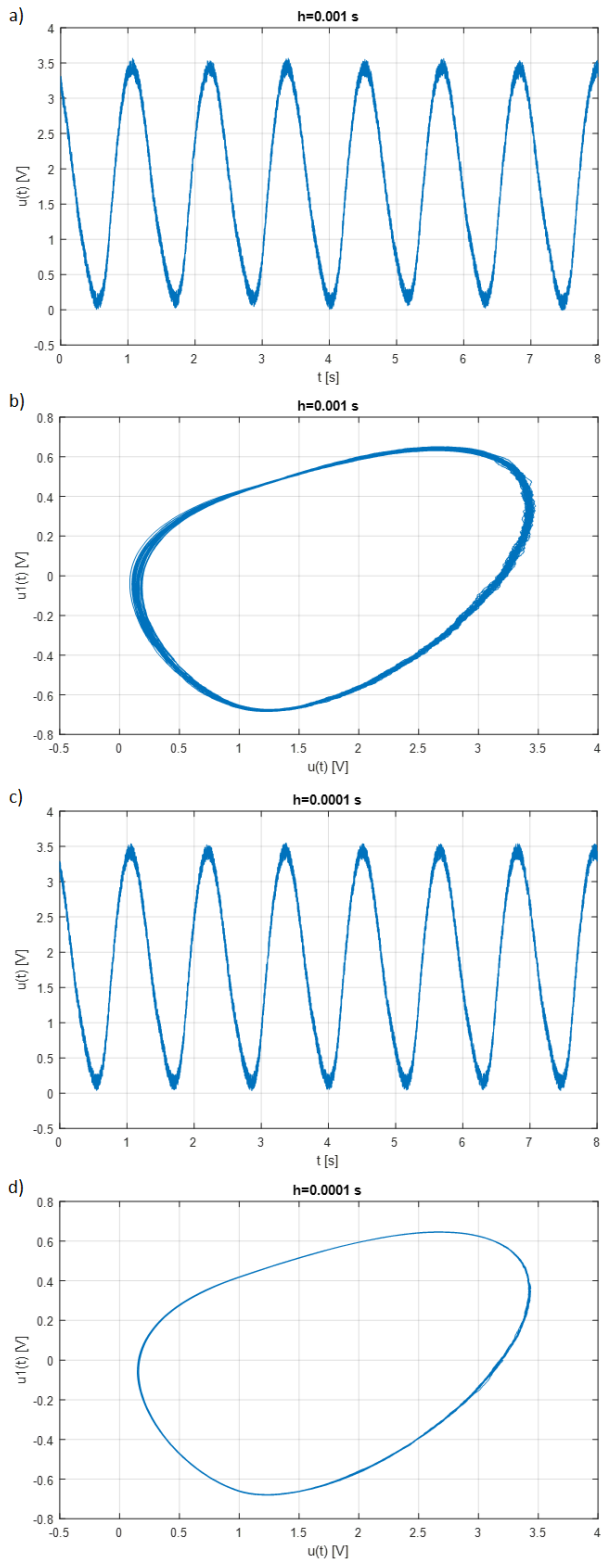 a)
h=0.001 s
4
3.5
3
2.5
2
1.5
1
0.5
0
-0.5
u(t) [V]
0 1 2 3 4 5 6 7 8
t [s]
b)
h=0.001 s
0.8
0.6
0.4
0.2
0
-0.2
-0.4
-0.6
-0.8
u1(t) [V]
-0.5 0 0.5 1 1.5 2 2.5 3 3.5 4
u(t) [V]
c)
h=0.0001 s
4
3.5
3
2.5
2
1.5
1
0.5
0
-0.5
u(t) [V]
0 1 2 3 4 5 6 7 8
t [s]
d)
h=0.0001 s
0.8
0.6
0.4
0.2
0
-0.2
-0.4
-0.6
-0.8
u1(t) [V]
-0.5 0 0.5 1 1.5 2 2.5 3 3.5 4
u(t) [V]